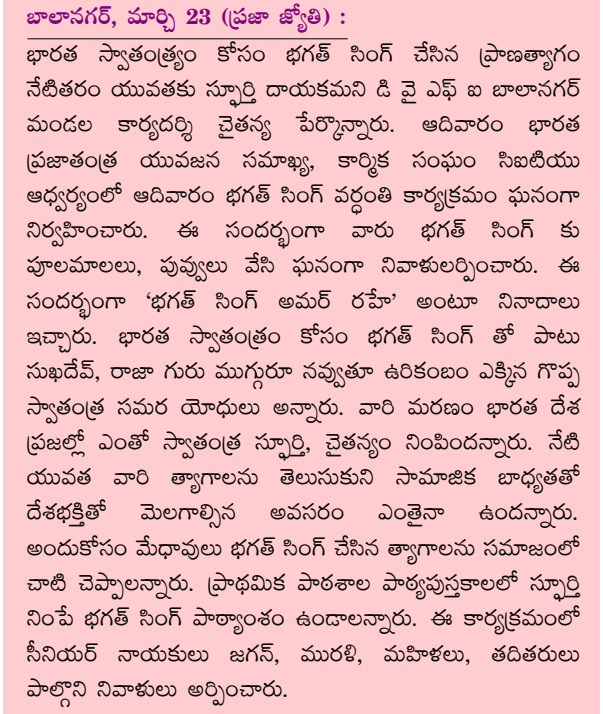 బాలానగర్, మార్చి 23 (ప్రజా జ్యోతి) :
భారత స్వాతంత్ర్యం కోసం భగత్ సింగ్ చేసిన ప్రాణత్యాగం
నేటితరం యువతకు స్ఫూర్తి దాయకమని డి వై ఎఫ్ ఐ బాలానగర్
మండల కార్యదర్శి చైతన్య పేర్కొన్నారు. ఆదివారం భారత
ప్రజాతంత్ర యువజన సమాఖ్య, కార్మిక సంఘం సిఐటియు
ఆధ్వర్యంలో ఆదివారం భగత్ సింగ్ వర్ధంతి కార్యక్రమం ఘనంగా
నిర్వహించారు. ఈ సందర్భంగా వారు భగత్ సింగ్ కు
పూలమాలలు, పువ్వులు వేసి ఘనంగా నివాళులర్పించారు. ఈ
సందర్భంగా ‘భగత్ సింగ్ అమర్ రహే’ అంటూ నినాదాలు
ఇచ్చారు. భారత స్వాతంత్రం కోసం భగత్ సింగ్ తో పాటు
సుఖదేవ్, రాజా గురు ముగ్గురూ నవ్వుతూ ఉరికంబం ఎక్కిన గొప్ప
స్వాతంత్ర సమర యోధులు అన్నారు. వారి మరణం భారత దేశ
ప్రజల్లో ఎంతో స్వాతంత్ర స్ఫూర్తి, చైతన్యం నింపిందన్నారు. నేటి
యువత వారి త్యాగాలను తెలుసుకుని సామాజిక బాధ్యతతో
దేశభక్తితో మెలగాల్సిన అవసరం ఎంతైనా ఉందన్నారు.
అందుకోసం మేధావులు భగత్ సింగ్ చేసిన త్యాగాలను సమాజంలో
చాటి చెప్పాలన్నారు. ప్రాథమిక పాఠశాల పాఠ్యపుస్తకాలలో స్ఫూర్తి
నింపే భగత్ సింగ్ పాఠ్యాంశం ఉండాలన్నారు. ఈ కార్యక్రమంలో
సీనియర్ నాయకులు జగన్, మురళి, మహిళలు, తదితరులు
పాల్గొని నివాళులు అర్పించారు.